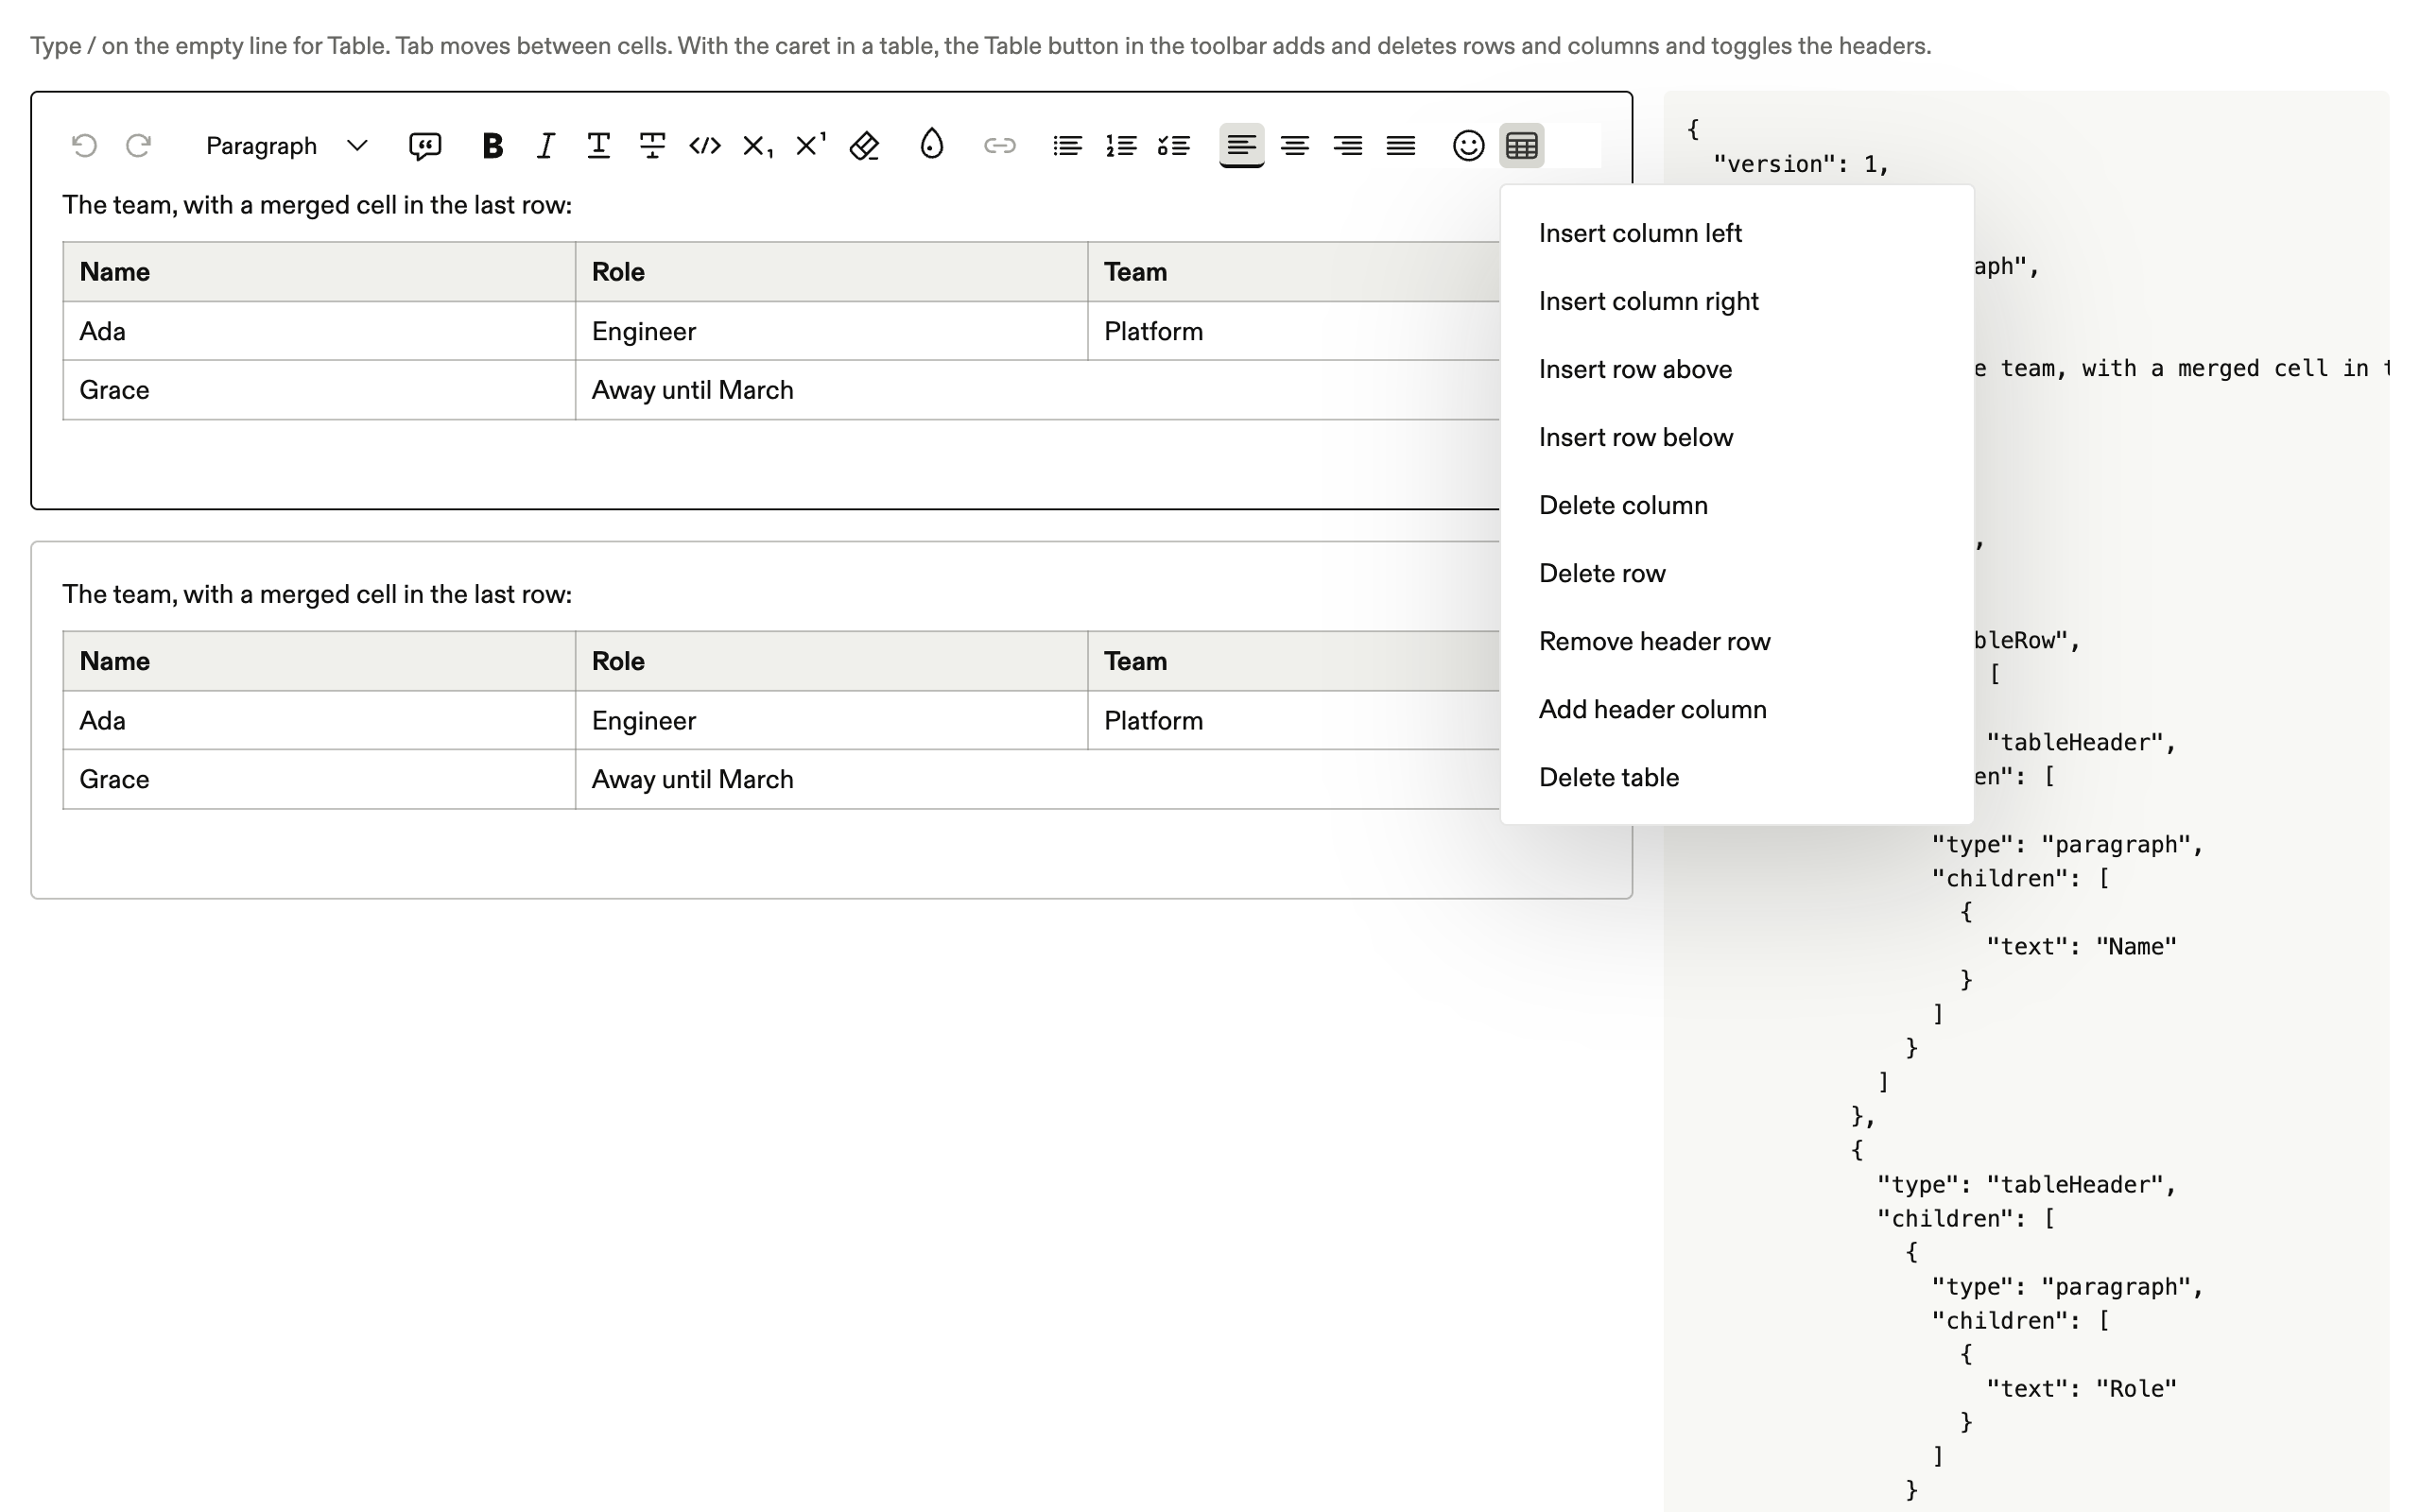 Type / on the empty line for Table. Tab moves between cells. With the caret in a table, the Table button in the toolbar adds and deletes rows and columns and toggles the headers.
Paragraph
The team, with a merged cell in the last row:
Name Role Team
Ada Engineer Platform
Grace Away until March
The team, with a merged cell in the last row:
Name Role Team
Ada Engineer Platform
Grace Away until March
Insert column left
Insert column right
Insert row above
Insert row below
Delete column
Delete row
Remove header row
Add header column
Delete table
{
"version": 1,
aph",
e team, with a merged cell in t
,
bleRow",
[
"tableHeader",
en": [
"type": "paragraph",
"children": [
{
"text": "Name"
}
]
}
]
},
{
"type": "tableHeader",
"children": [
{
"type": "paragraph",
"children": [
{
"text": "Role"
}
]
}